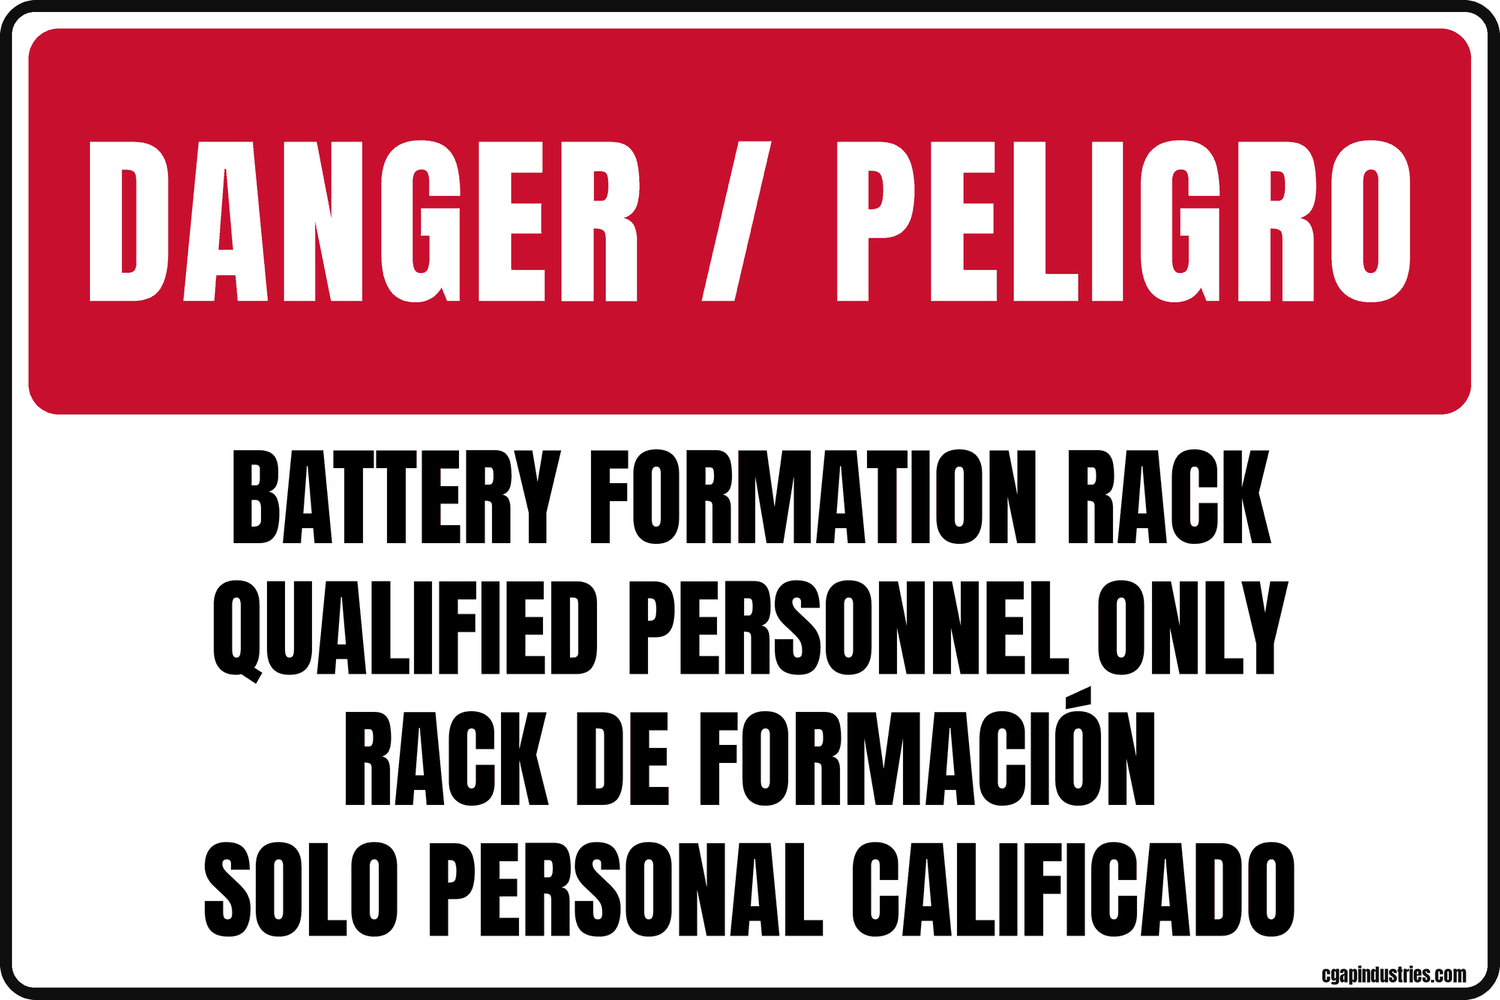 DANGER / PELIGRO
BATTERY FORMATION RACK
QUALIFIED PERSONNEL ONLY
RACK DE FORMACIÓN
SOLO PERSONAL CALIFICADO
cgapindustries.com